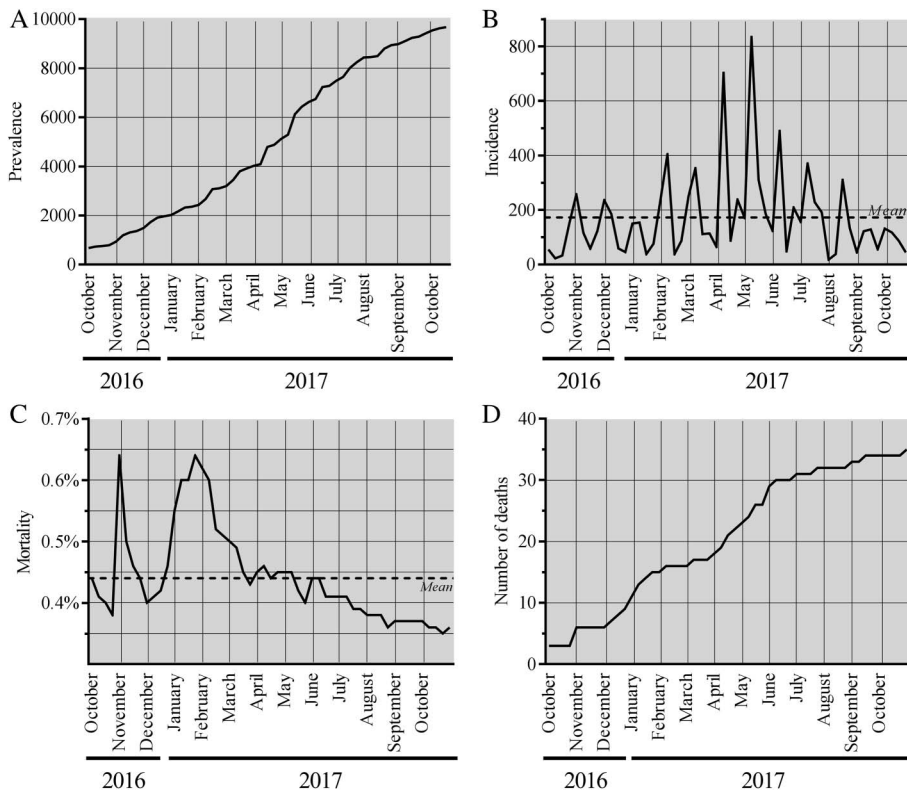 A
10000
8000
6000
4000
2000
0
Prevalence
October
November
December
January
February
March
April
May
June
July
August
September
October
2016
2017
B
800
600
400
200
0
Incidence
Mean
October
November
December
January
February
March
April
May
June
July
August
September
October
2016
2017
C
0.7%
0.6%
0.5%
0.4%
Mortality
Mean
October
November
December
January
February
March
April
May
June
July
August
September
October
2016
2017
D
40
30
20
10
0
Number of deaths
October
November
December
January
February
March
April
May
June
July
August
September
October
2016
2017